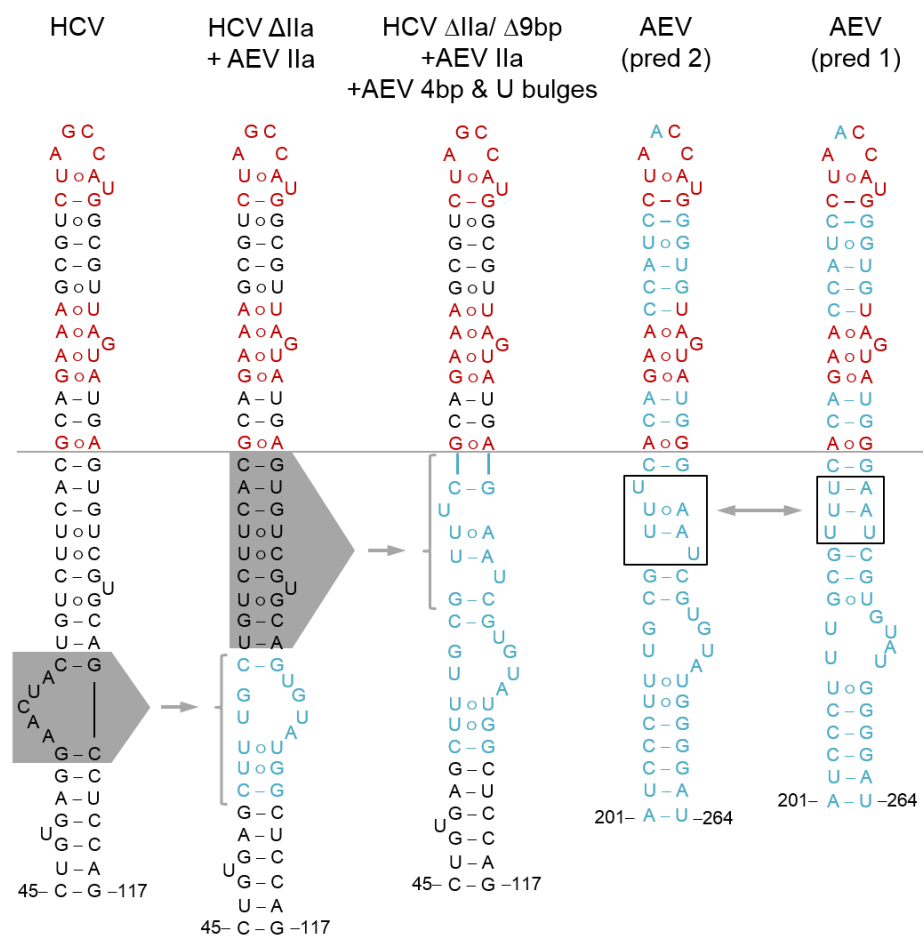 HCV
HCV ΔIIa
+ AEV IIa
HCV ΔIIa/ Δ9bp
+AEV IIa
+AEV 4bp & U bulges
AEV
(pred 2)
AEV
(pred 1)
G C
A C
U o A U
C – G
U o G
G – C
C – G
G o U
A o U
A o A G
A o U
G o A
A – U
C – G
G o A
C – G
A – U
C – G
U o U
U o C
C – G U
U o G
G – C
U – A
A C – G
U
C
A
A
A
G – C
G – C
A – U
G – C
U
G – C
U – A
45– C – G –117
G C
A C
U o A U
C – G
U o G
G – C
C – G
G o U
A o U
A o A G
A o U
G o A
A – U
C – G
G o A
C – G
A – U
C – G
U o U
U o C
C – G U
U o G
G – C
U – A
C – G
G U
U G
U
A
U o U
U o G
C – G
G – C
A – U
G – C
U
G – C
U – A
45– C – G –117
G C
A C
U o A U
C – G
U o G
G – C
C – G
G o U
A o U
A o A G
A o U
G o A
A – U
C – G
G o A
C – G
U
U – A
U – A
U
G – C
C – G
G U
U G
U
A
U o U
U o G
C – G
G – C
A – U
G – C
U
G – C
U – A
45– C – G –117
A C
A C
U o A U
C – G
C – G
U o G
A – U
C – G
C – U
A o A G
A o U
G o A
A – U
C – G
A o G
C – G
U
U o A
U – A
U
G – C
C – G
G U
U G
U
A
U o U
U o G
C – G
C – G
C – G
U – A
201– A – U –264
A C
A C
U o A U
C – G
C – G
U o G
A – U
C – G
C – U
A o A G
A o U
G o A
A – U
C – G
A o G
C – G
U – A
U – A
U U
G – C
C – G
G o U
U G
U U
A
U
U o G
C – G
C – G
C – G
U – A
201– A – U –264